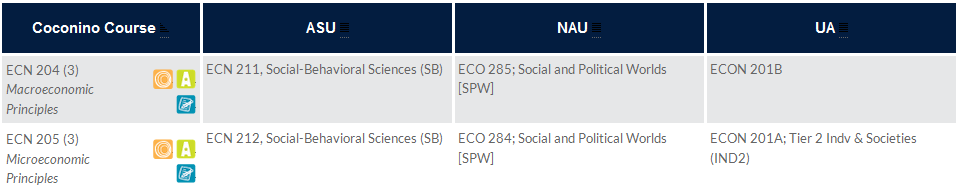 Coconino Course ASU NAU UA
ECN 204 (3) ECN 211, Social-Behavioral Sciences (SB) ECO 285; Social and Political Worlds ECON 201B
Macroeconomic A [SPW]
Principles
ECN 205 (3) ECN 212, Social-Behavioral Sciences (SB) ECO 284; Social and Political Worlds ECON 201A; Tier 2 Indv & Societies
Microeconomic A [SPW] (IND2)
Principles